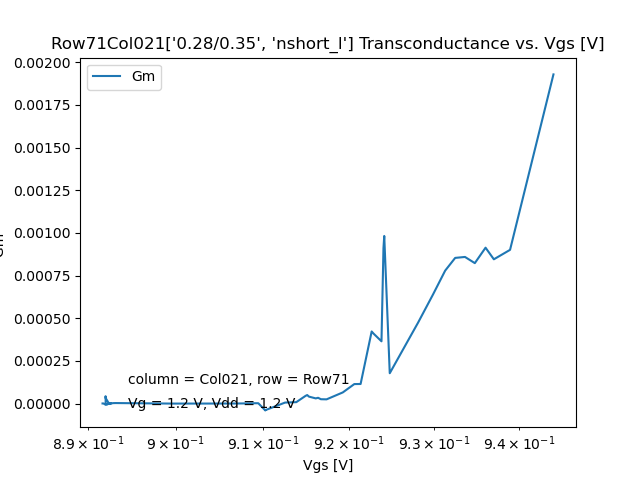 Row71Col021['0.28/0.35', 'nshort_l'] Transconductance vs. Vgs [V]
Gm
0.00200
0.00175
0.00150
0.00125
0.00100
0.00075
0.00050
0.00025
0.00000
column = Col021, row = Row71
Vg = 1.2 V, Vdd = 1.2 V
8.9 × 10⁻¹ 9 × 10⁻¹ 9.1 × 10⁻¹ 9.2 × 10⁻¹ 9.3 × 10⁻¹ 9.4 × 10⁻¹
Vgs [V]